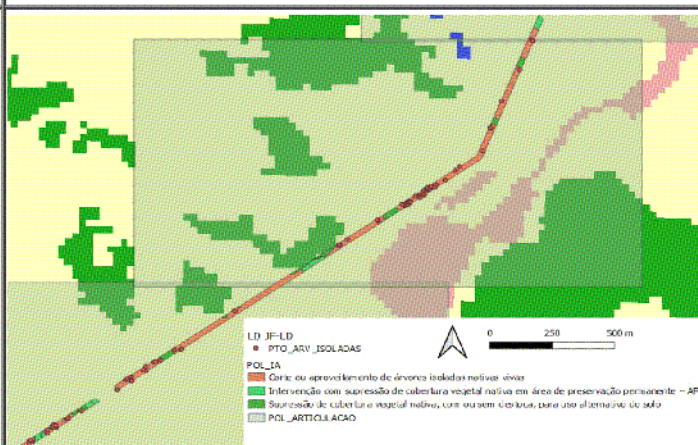 LD_JF-LD
PTO_ARV_ISOLADAS
POL_IA
Corte ou aproveitamento de árvores isoladas nativas vivas
Intervenção com supressão de cobertura vegetal nativa em área de preservação permanente – AP
Supressão de cobertura vegetal nativa, com ou sem destoca, para uso alternativo do solo
POL_ARTICULACAO
0 250 500 m